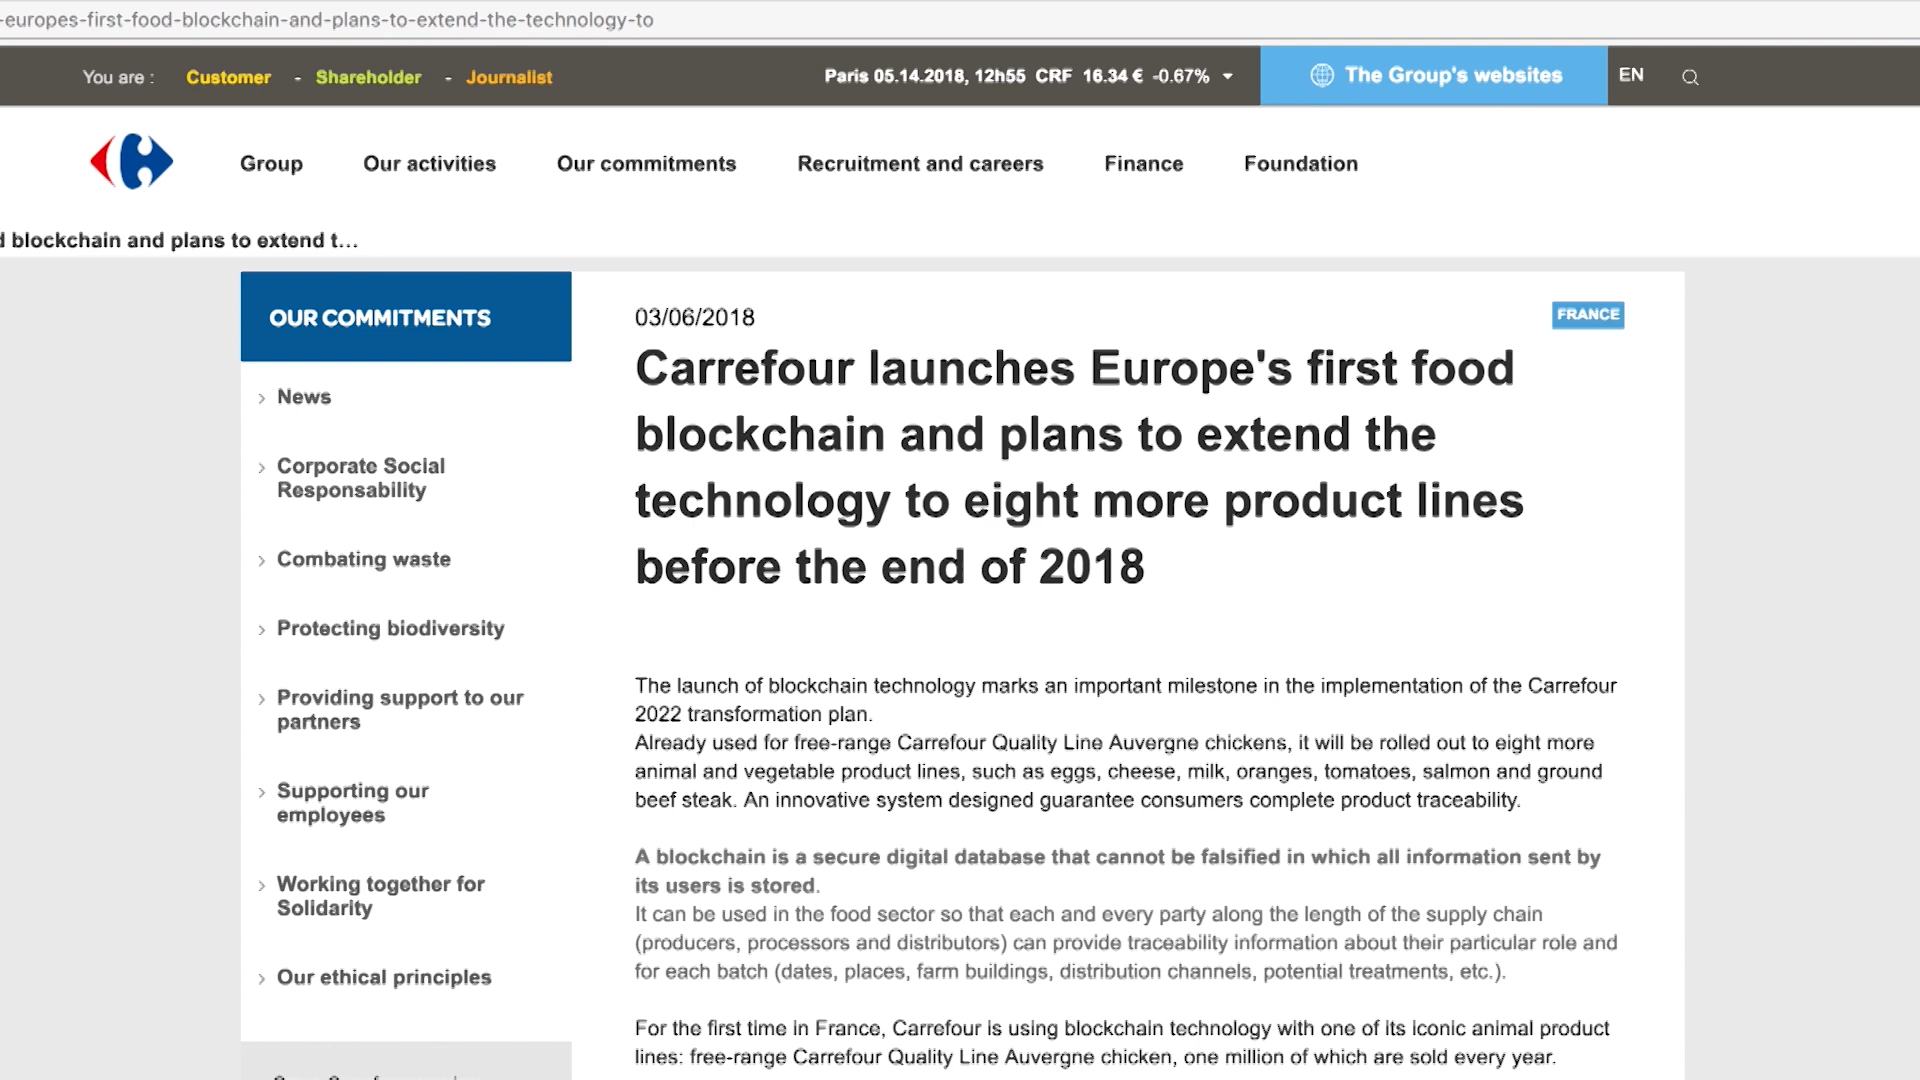 -europes-first-food-blockchain-and-plans-to-extend-the-technology-to
You are : Customer - Shareholder - Journalist
Paris 05.14.2018, 12h55 CRF 16.34 € -0.67%
The Group's websites
EN
Group Our activities Our commitments Recruitment and careers Finance Foundation
d blockchain and plans to extend t...
OUR COMMITMENTS
News
Corporate Social
Responsability
Combating waste
Protecting biodiversity
Providing support to our
partners
Supporting our
employees
Working together for
Solidarity
Our ethical principles
03/06/2018
FRANCE
Carrefour launches Europe's first food
blockchain and plans to extend the
technology to eight more product lines
before the end of 2018
The launch of blockchain technology marks an important milestone in the implementation of the Carrefour
2022 transformation plan.
Already used for free-range Carrefour Quality Line Auvergne chickens, it will be rolled out to eight more
animal and vegetable product lines, such as eggs, cheese, milk, oranges, tomatoes, salmon and ground
beef steak. An innovative system designed guarantee consumers complete product traceability.
A blockchain is a secure digital database that cannot be falsified in which all information sent by
its users is stored.
It can be used in the food sector so that each and every party along the length of the supply chain
(producers, processors and distributors) can provide traceability information about their particular role and
for each batch (dates, places, farm buildings, distribution channels, potential treatments, etc.).
For the first time in France, Carrefour is using blockchain technology with one of its iconic animal product
lines: free-range Carrefour Quality Line Auvergne chicken, one million of which are sold every year.